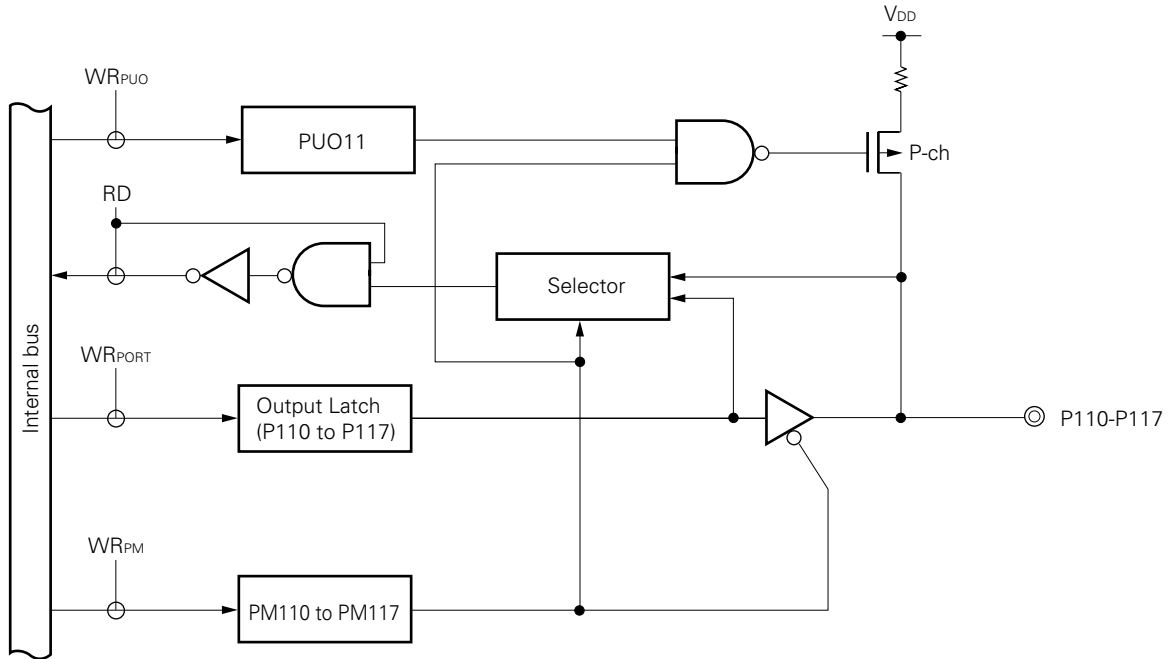 VDD
WRPUO
PUO11
P-ch
RD
Selector
Internal bus
WRPORT
Output Latch
(P110 to P117)
P110-P117
WRPM
PM110 to PM117